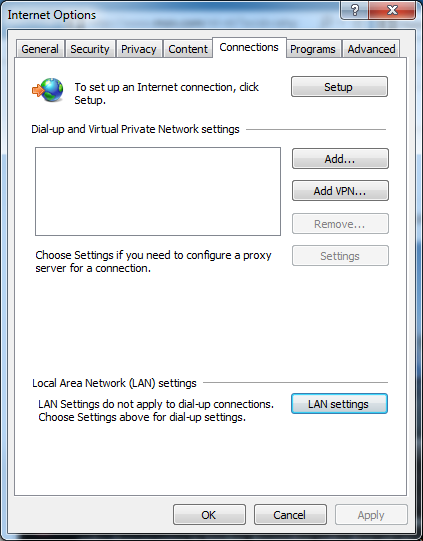 Internet Options
?
General Security Privacy Content Connections Programs Advanced
To set up an Internet connection, click
Setup.
Setup
Dial-up and Virtual Private Network settings
Add...
Add VPN...
Remove...
Choose Settings if you need to configure a proxy
server for a connection.
Settings
Local Area Network (LAN) settings
LAN Settings do not apply to dial-up connections.
Choose Settings above for dial-up settings.
LAN settings
OK Cancel Apply